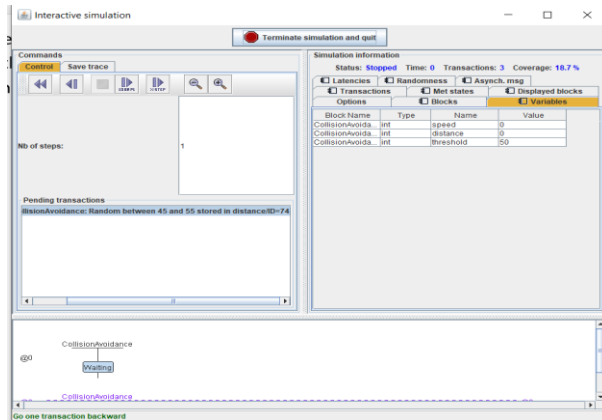 Interactive simulation
Terminate simulation and quit
Commands
Control Save trace
Nb of steps:
1
Pending transactions
llisionAvoidance: Random between 45 and 55 stored in distance/ID=74
Simulation information
Status: Stopped Time: 0 Transactions: 3 Coverage: 18.7 %
Latencies Randomness Asynch. msg
Transactions Met states Displayed blocks
Options Blocks Variables
Block Name Type Name Value
CollisionAvoida... int speed 0
CollisionAvoida... int distance 0
CollisionAvoida... int threshold 50
CollisionAvoidance
@0
Waiting
CollisionAvoidance
Go one transaction backward